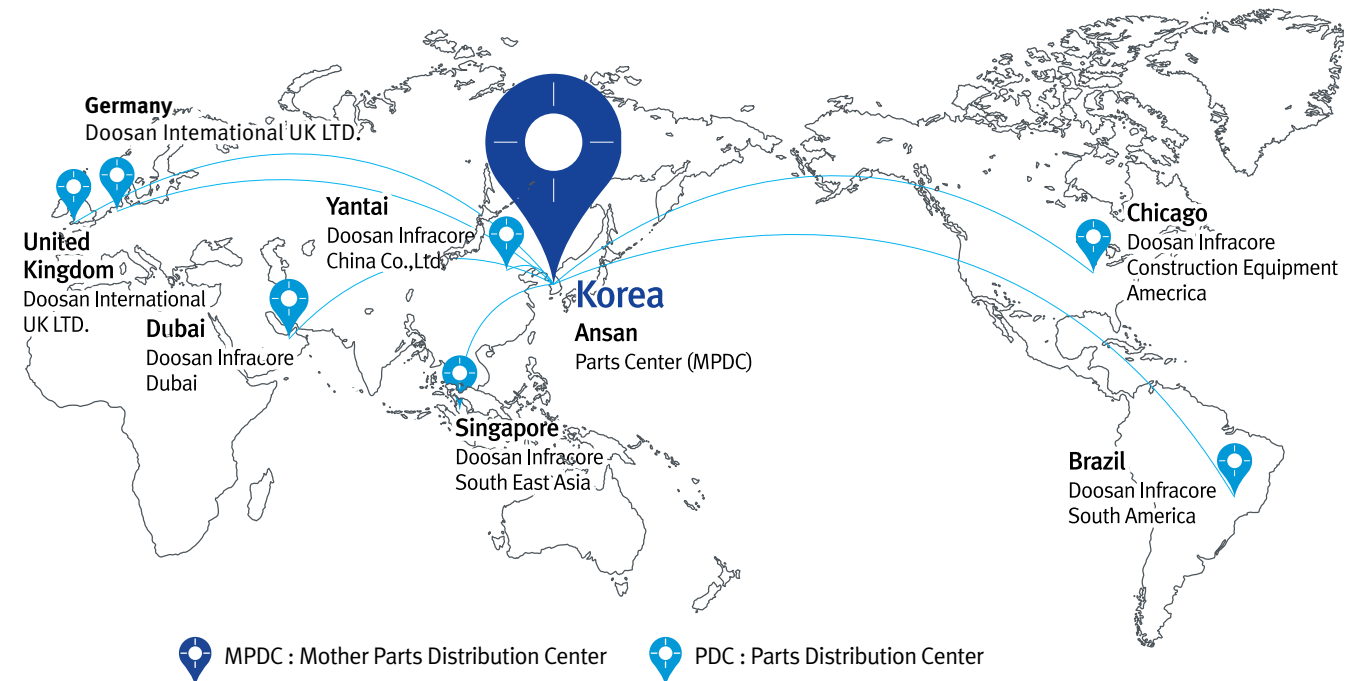 Germany
Doosan Intemational UK LTD.
United
Kingdom
Doosan International
UK LTD.
Yantai
Doosan Infracore
China Co.,Ltd.
Dubai
Doosan Infracore
Dubai
Korea
Ansan
Parts Center (MPDC)
Singapore
Doosan Infracore
South East Asia
Chicago
Doosan Infracore
Construction Equipment
Amecrica
Brazil
Doosan Infracore
South America
MPDC : Mother Parts Distribution Center
PDC : Parts Distribution Center